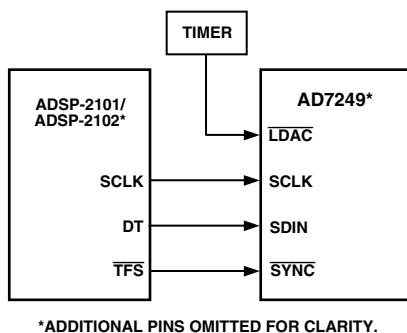 TIMER
ADSP-2101/
ADSP-2102*
AD7249*
LDAC
SCLK
SCLK
DT
SDIN
TFS
SYNC
*ADDITIONAL PINS OMITTED FOR CLARITY.